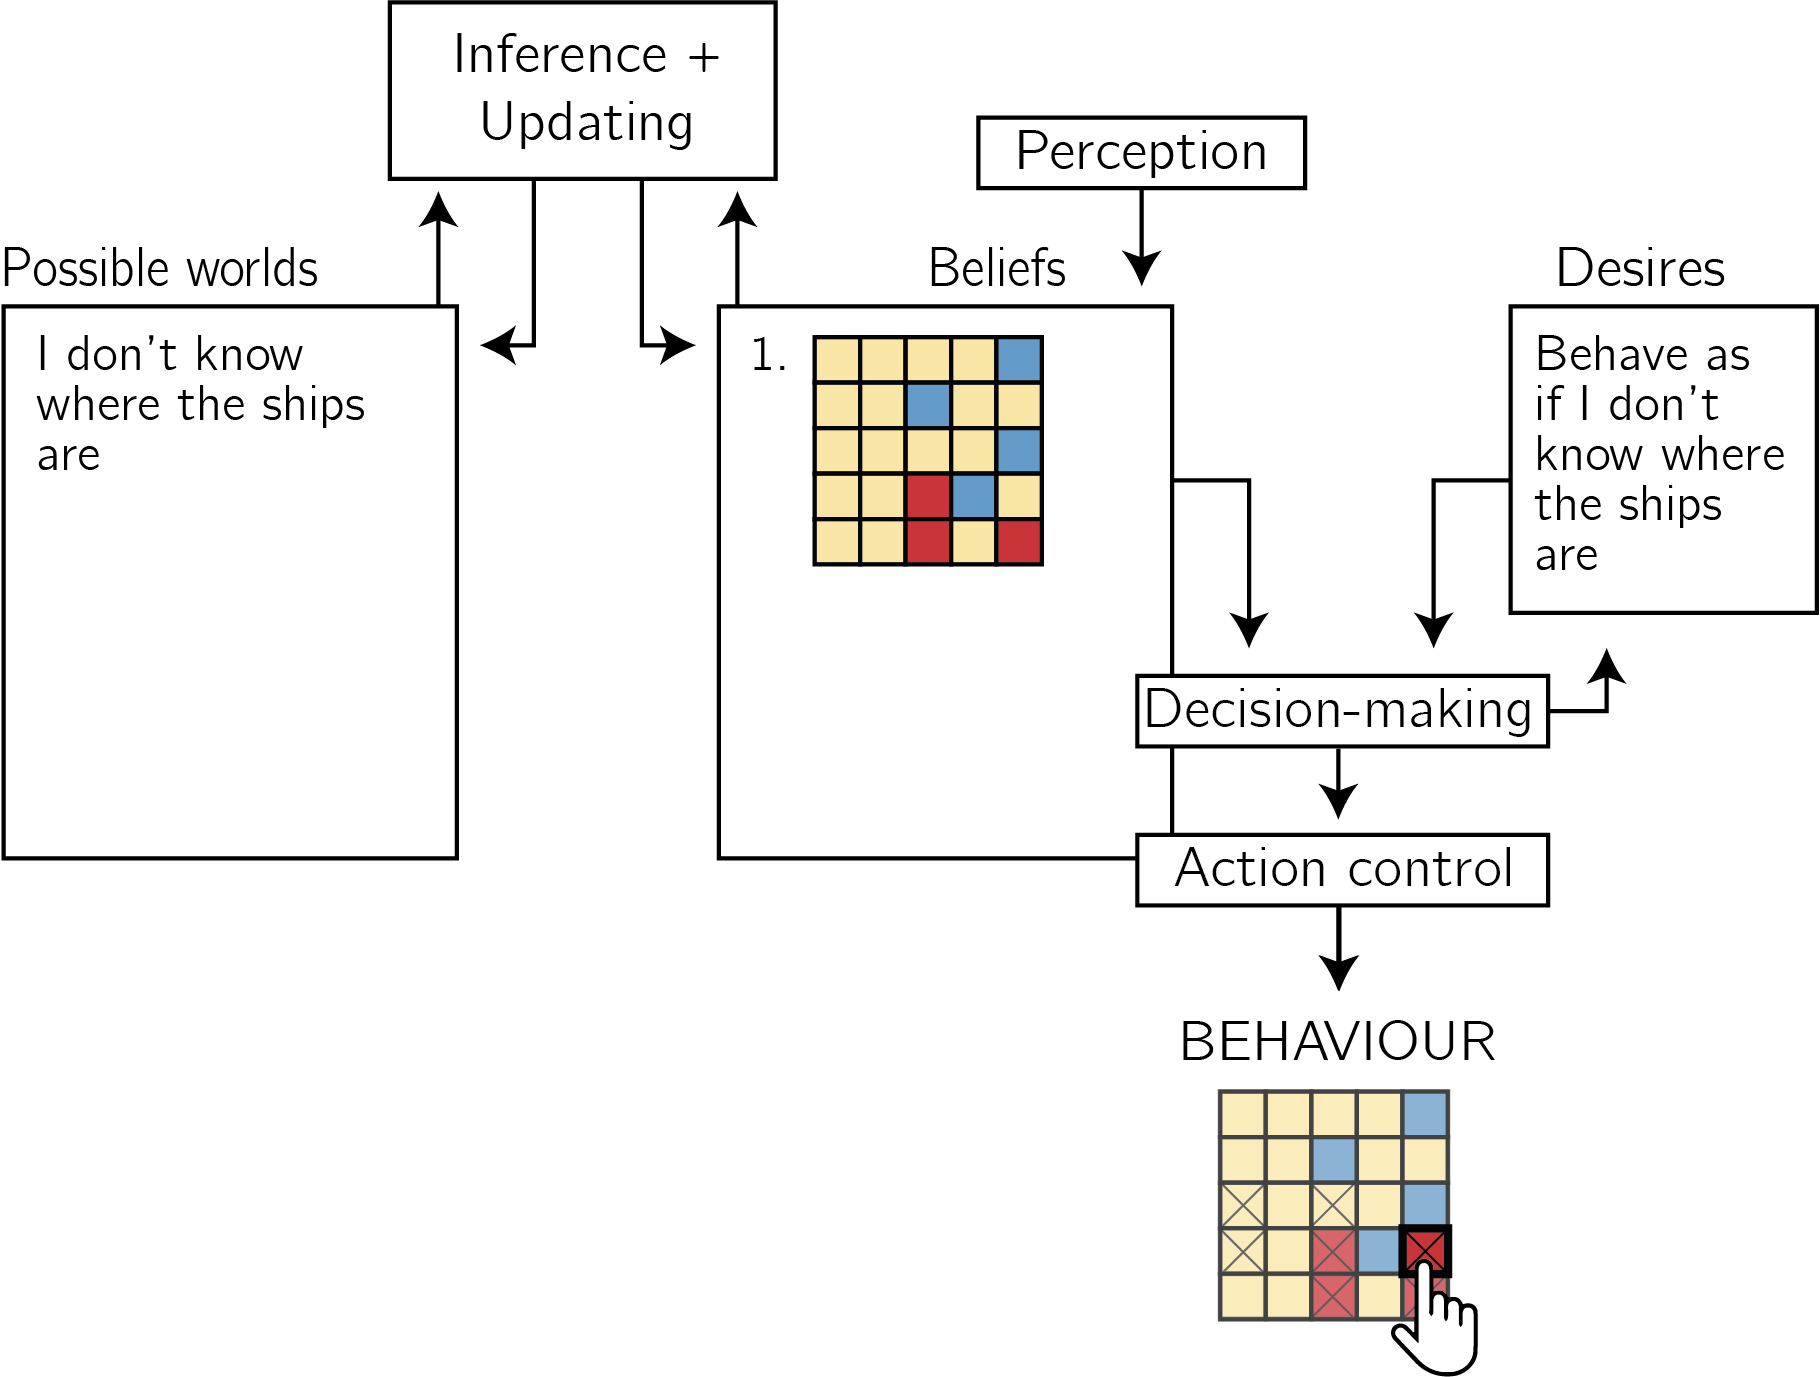 Inference +
Updating
Perception
Possible worlds
Beliefs
Desires
I don't know
where the ships
are
1.
Behave as
if I don't
know where
the ships
are
Decision-making
Action control
BEHAVIOUR